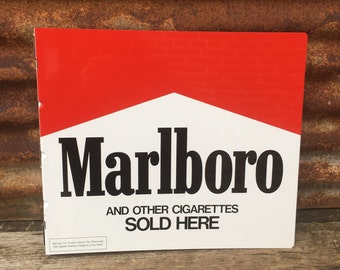 Marlboro
AND OTHER CIGARETTES
SOLD HERE